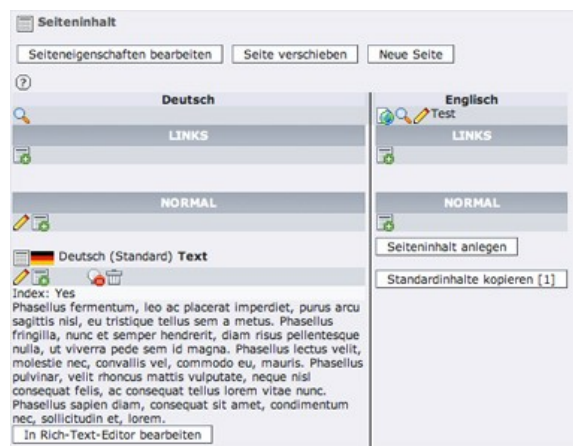 Seiteninhalt
Seiteneigenschaften bearbeiten Seite verschieben Neue Seite
?
Deutsch
LINKS
NORMAL
Deutsch (Standard) Text
Index: Yes
Phasellus fermentum, leo ac placerat imperdiet, purus arcu
sagittis nisl, eu tristique tellus sem a metus. Phasellus
fringilla, nunc et semper hendrerit, diam risus pellentesque
nulla, ut viverra pede sem id magna. Phasellus lectus velit,
molestie nec, convallis vel, commodo eu, mauris. Phasellus
pulvinar, velit rhoncus mattis vulputate, neque nisl
consequat felis, ac consequat tellus lorem vitae nunc.
Phasellus sapien diam, consequat sit amet, condimentum
nec, sollicitudin et, lorem.
In Rich-Text-Editor bearbeiten
Englisch
Test
LINKS
NORMAL
Seiteninhalt anlegen
Standardinhalte kopieren [1]